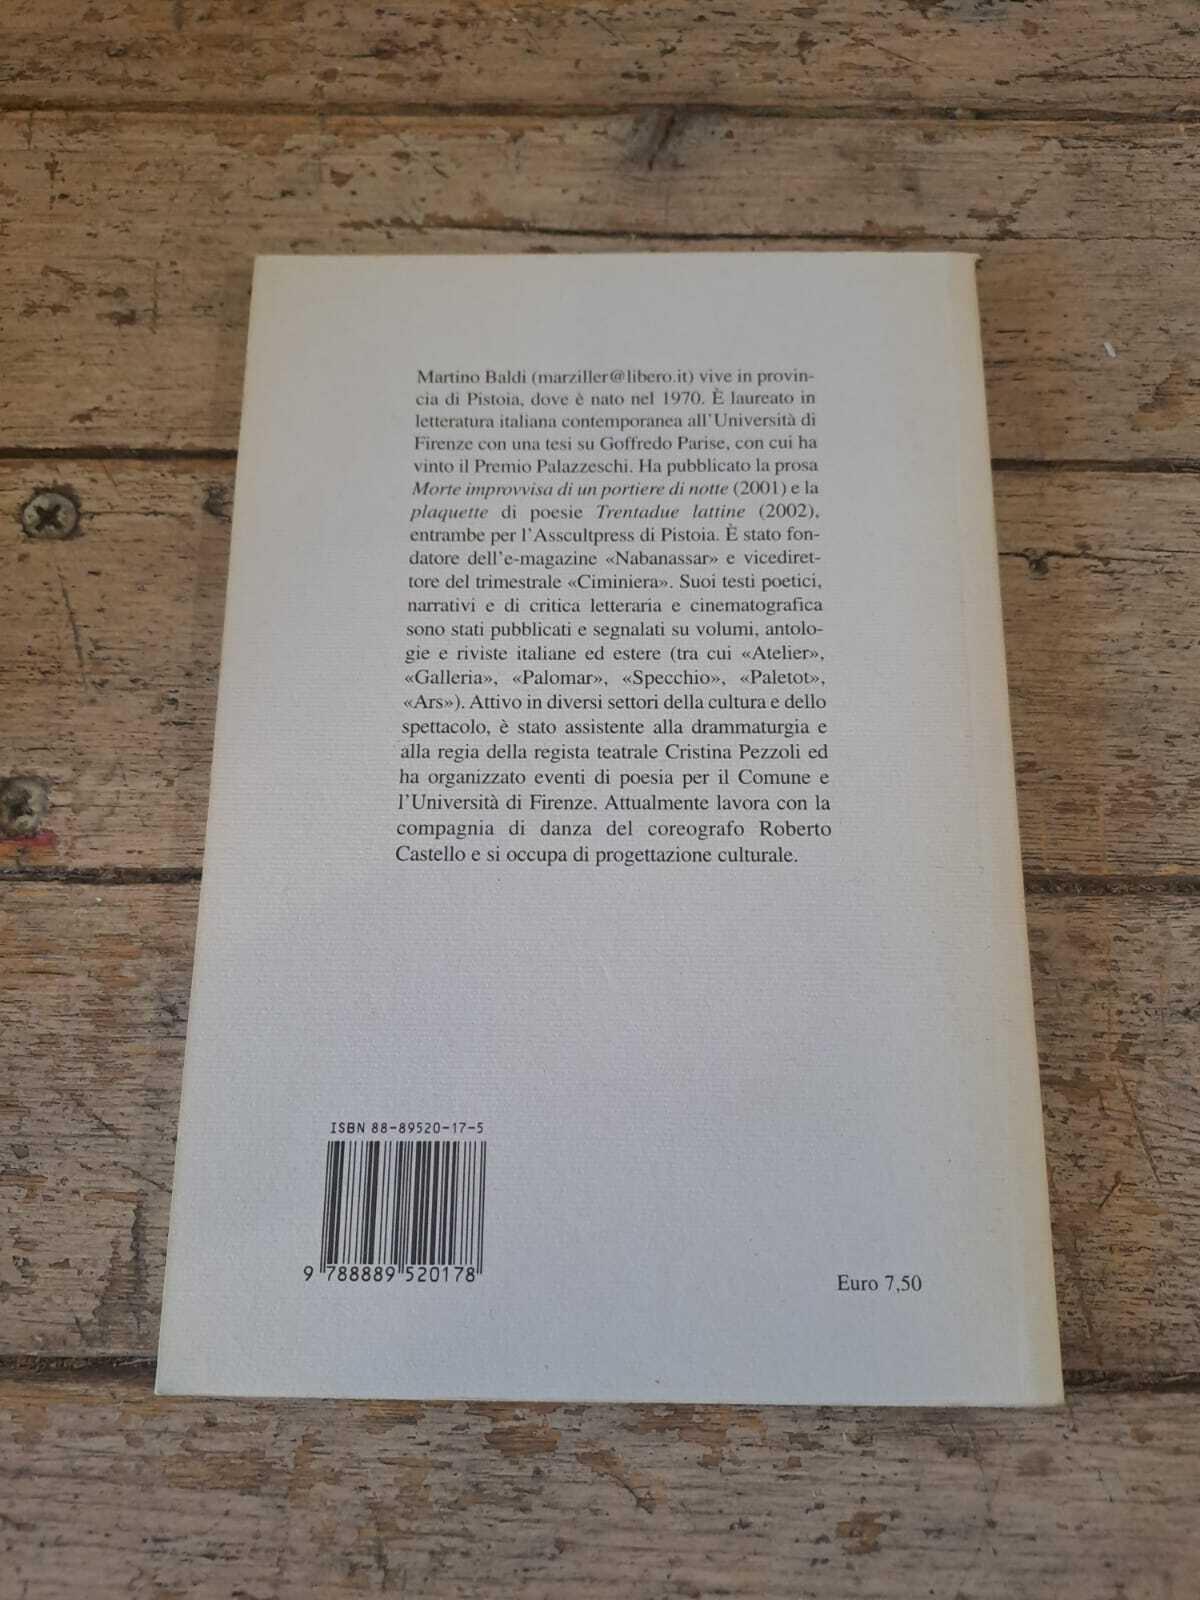 Martino Baldi (marziller@libero.it) vive in provin-
cia di Pistoia, dove è nato nel 1970. È laureato in
letteratura italiana contemporanea all'Università di
Firenze con una tesi su Goffredo Parise, con cui ha
vinto il Premio Palazzeschi. Ha pubblicato la prosa
Morte improvvisa di un portiere di notte (2001) e la
plaquette di poesie Trentadue lattine (2002),
entrambe per l'Asscultpress di Pistoia. È stato fon-
datore dell'e-magazine «Nabanassar» e vicediret-
tore del trimestrale «Ciminiera». Suoi testi poetici,
narrativi e di critica letteraria e cinematografica
sono stati pubblicati e segnalati su volumi, antolo-
gie e riviste italiane ed estere (tra cui «Atelier»,
«Galleria», «Palomar», «Specchio», «Paletot»,
«Ars»). Attivo in diversi settori della cultura e dello
spettacolo, è stato assistente alla drammaturgia e
alla regia della regista teatrale Cristina Pezzoli ed
ha organizzato eventi di poesia per il Comune e
l'Università di Firenze. Attualmente lavora con la
compagnia di danza del coreografo Roberto
Castello e si occupa di progettazione culturale.
ISBN 88-89520-17-5
9 788889 520178
Euro 7,50